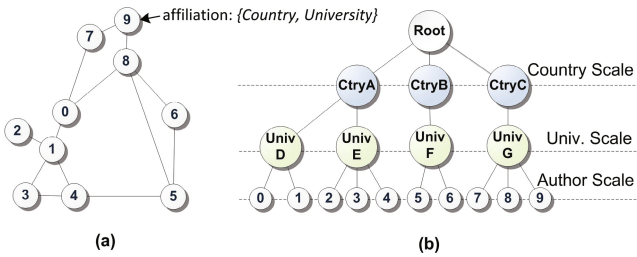 9
affiliation: {Country, University}
7
8
0
6
2
1
3
4
5
(a)
Root
Country Scale
CtryA
CtryB
CtryC
Univ. Scale
Univ
D
Univ
E
Univ
F
Univ
G
Author Scale
0 1 2 3 4 5 6 7 8 9
(b)